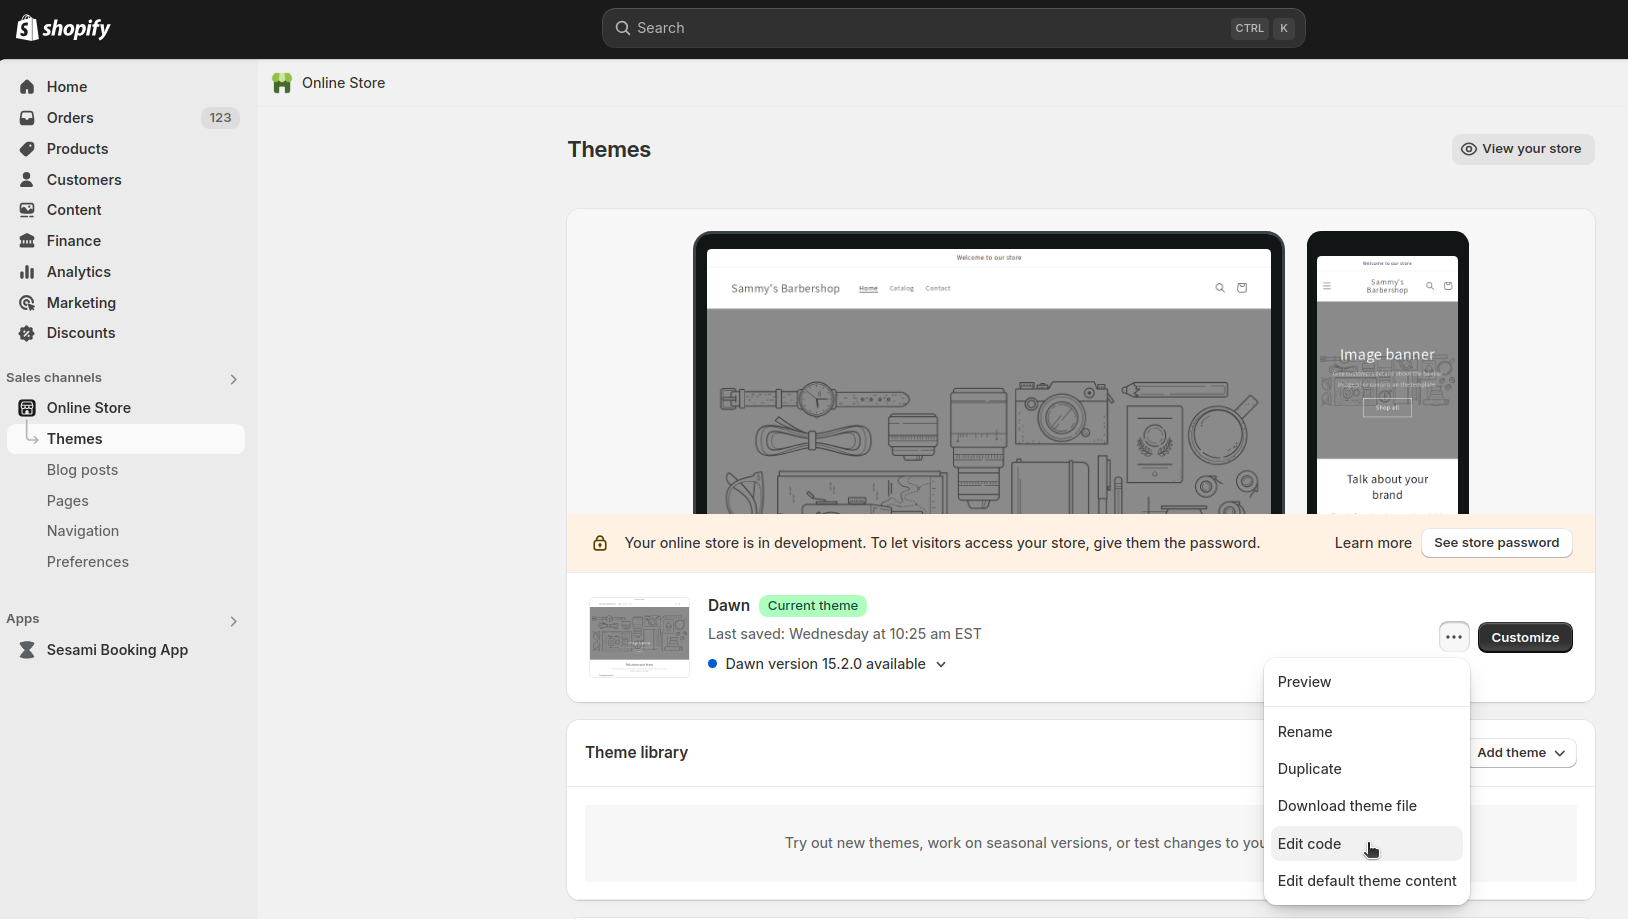 shopify
Search
CTRL K
Home
Orders 123
Products
Customers
Content
Finance
Analytics
Marketing
Discounts
Sales channels
Online Store
Themes
Blog posts
Pages
Navigation
Preferences
Apps
Sesami Booking App
Online Store
Themes
View your store
Welcome to our store
Sammy's Barbershop Home Catalog Contact
Welcome to our store
Sammy's
Barbershop
Image banner
Shop all
Talk about your
brand
Your online store is in development. To let visitors access your store, give them the password.
Learn more
See store password
Dawn Current theme
Last saved: Wednesday at 10:25 am EST
Dawn version 15.2.0 available
Customize
Preview
Rename
Duplicate
Download theme file
Edit code
Edit default theme content
Theme library
Add theme
Try out new themes, work on seasonal versions, or test changes to you